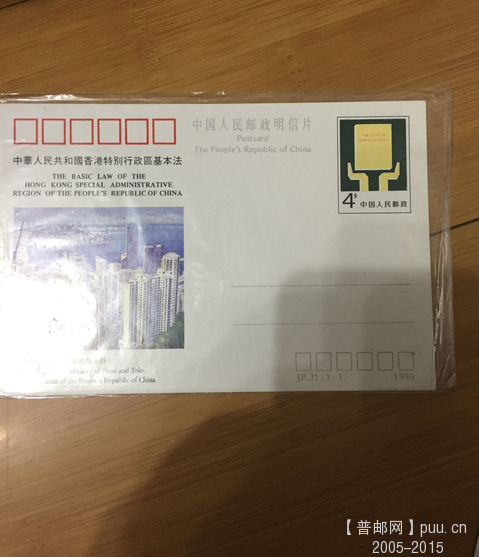 中国人民邮政明信片
Postcard
The People's Republic of China
中華人民共和國香港特別行政區基本法
THE BASIC LAW OF THE
HONG KONG SPECIAL ADMINISTRATIVE
REGION OF THE PEOPLE'S REPUBLIC OF CHINA
4分
中国人民邮政
of Posts and Tele-
of the People's Republic of China
JP.21(1-1)
1990
【普邮网】puu.cn
2005-2015